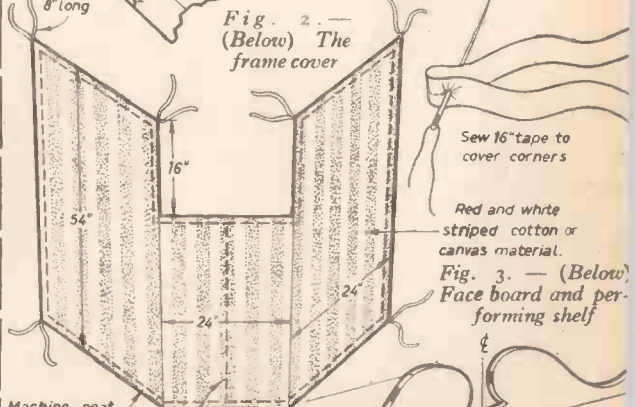 8" long
Fig. 2. —
(Below) The
frame cover
16"
54"
24"
24"
Sew 16" tape to
cover corners
Red and white
striped cotton or
canvas material.
Fig. 3. — (Below)
Face board and per-
forming shelf
℄
Machine neat